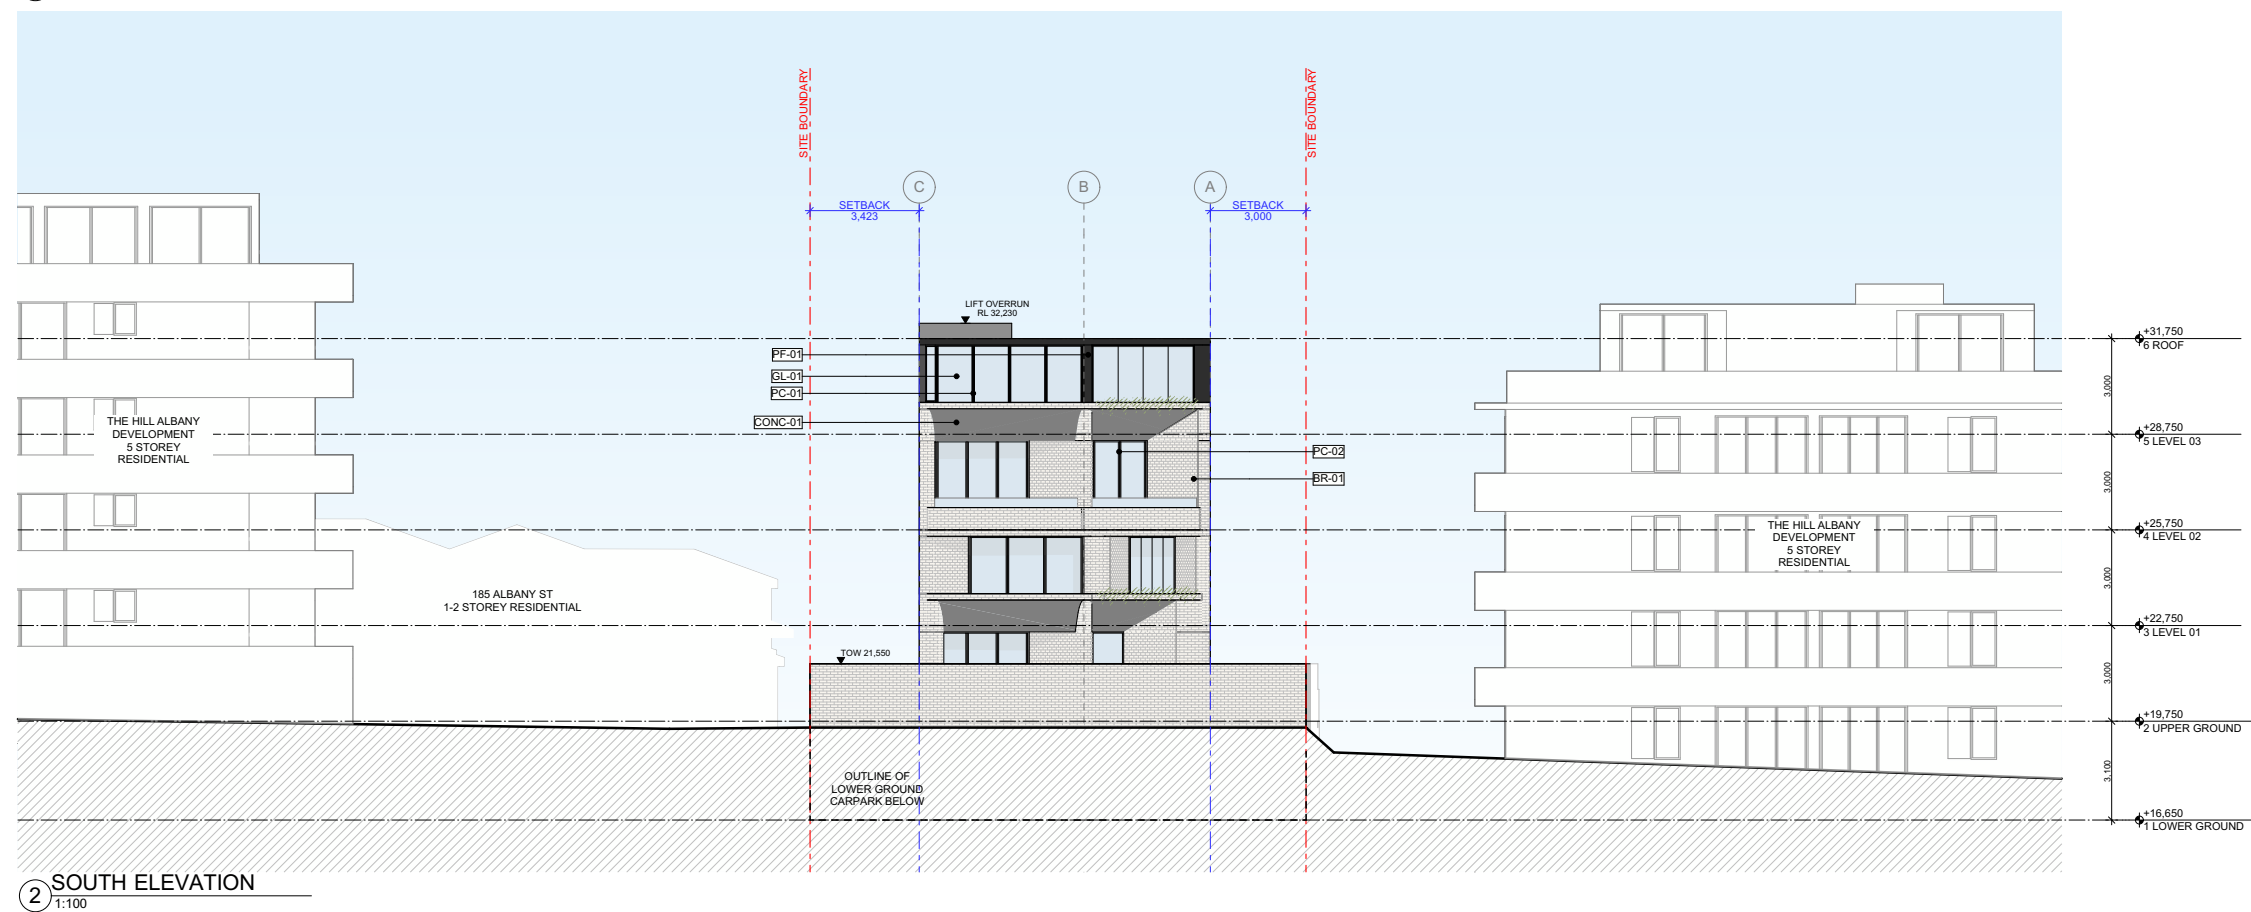 SITE BOUNDARY
SITE BOUNDARY
C
B
A
SETBACK
3,423
SETBACK
3,000
LIFT OVERRUN
RL 32,230
PF-01
GL-01
PC-01
CONC-01
PC-02
BR-01
THE HILL ALBANY
DEVELOPMENT
5 STOREY
RESIDENTIAL
185 ALBANY ST
1-2 STOREY RESIDENTIAL
TOW 21,550
THE HILL ALBANY
DEVELOPMENT
5 STOREY
RESIDENTIAL
OUTLINE OF
LOWER GROUND
CARPARK BELOW
+31,750
6 ROOF
3,000
+28,750
5 LEVEL 03
3,000
+25,750
4 LEVEL 02
3,000
+22,750
3 LEVEL 01
3,000
+19,750
2 UPPER GROUND
3,100
+16,650
1 LOWER GROUND
2 SOUTH ELEVATION
1:100